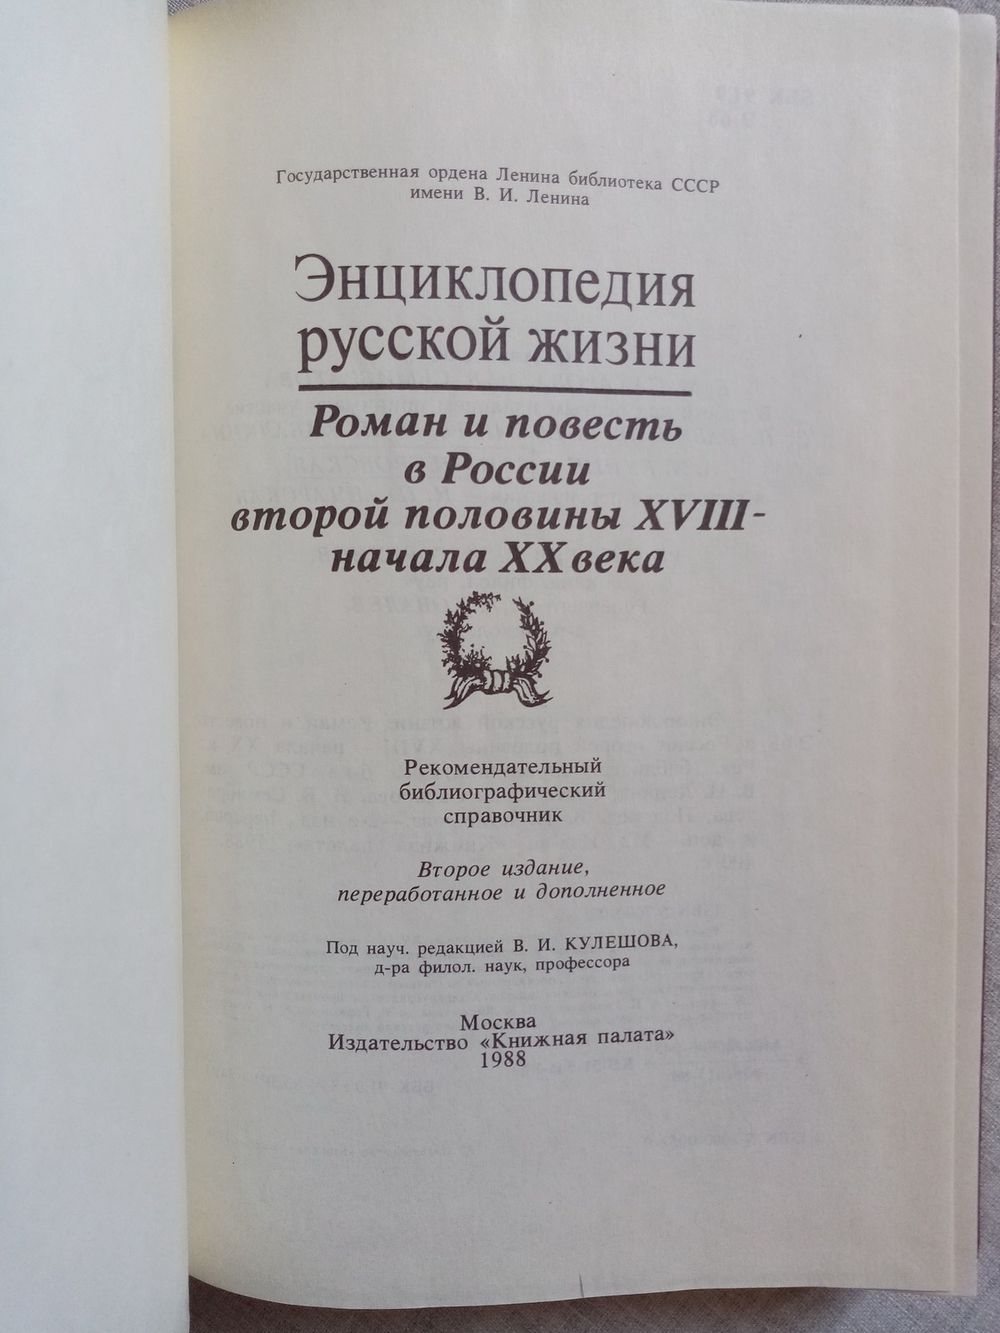 Государственная ордена Ленина библиотека СССР
имени В. И. Ленина
Энциклопедия
русской жизни
Роман и повесть
в России
второй половины XVIII-
начала XX века
Рекомендательный
библиографический
справочник
Второе издание,
переработанное и дополненное
Под науч. редакцией В. И. КУЛЕШОВА,
д-ра филол. наук, профессора
Москва
Издательство «Книжная палата»
1988